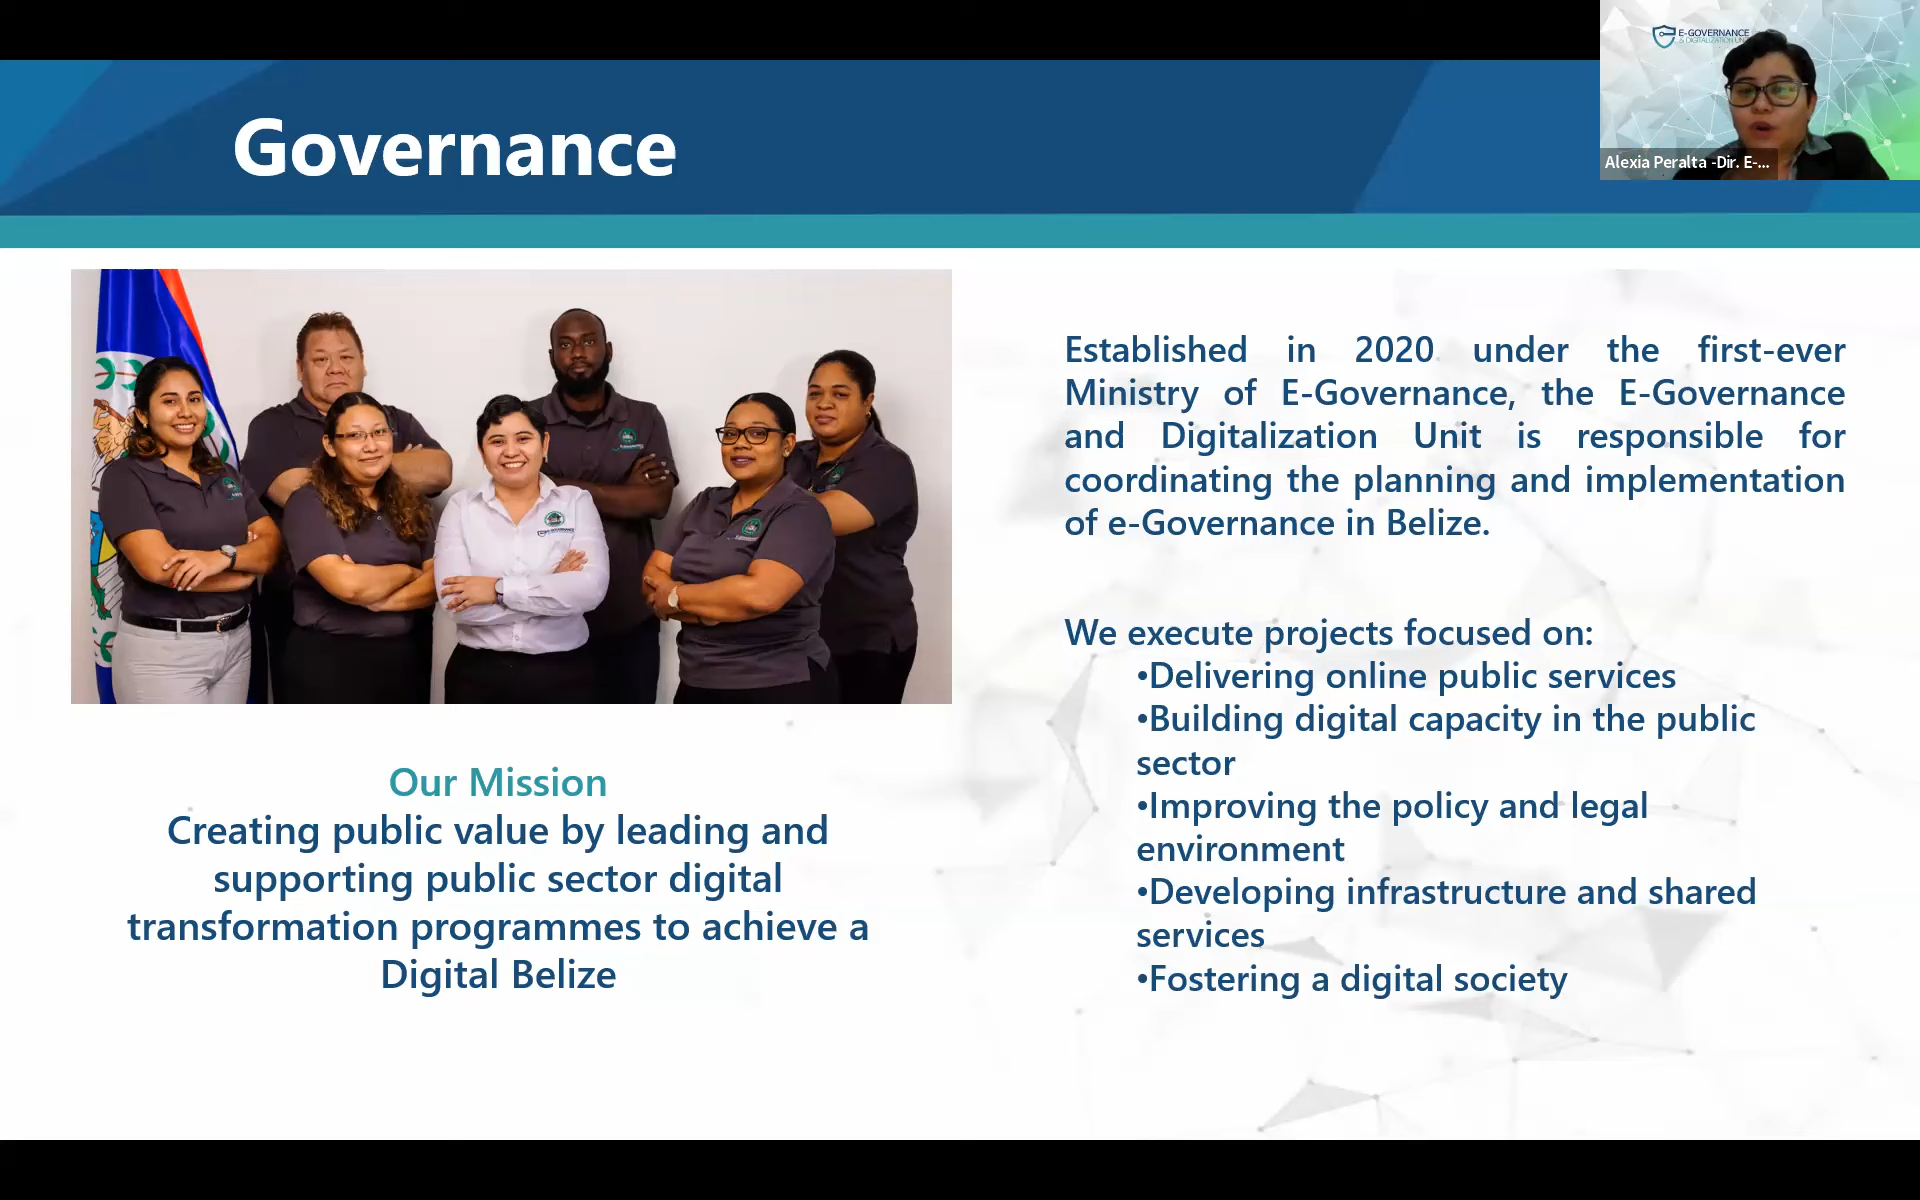 E-GOVERNANCE
& DIGITALIZATION UNIT
Alexia Peralta -Dir. E-...
Governance
Established in 2020 under the first-ever
Ministry of E-Governance, the E-Governance
and Digitalization Unit is responsible for
coordinating the planning and implementation
of e-Governance in Belize.
We execute projects focused on:
•Delivering online public services
•Building digital capacity in the public
sector
•Improving the policy and legal
environment
•Developing infrastructure and shared
services
•Fostering a digital society
Our Mission
Creating public value by leading and
supporting public sector digital
transformation programmes to achieve a
Digital Belize